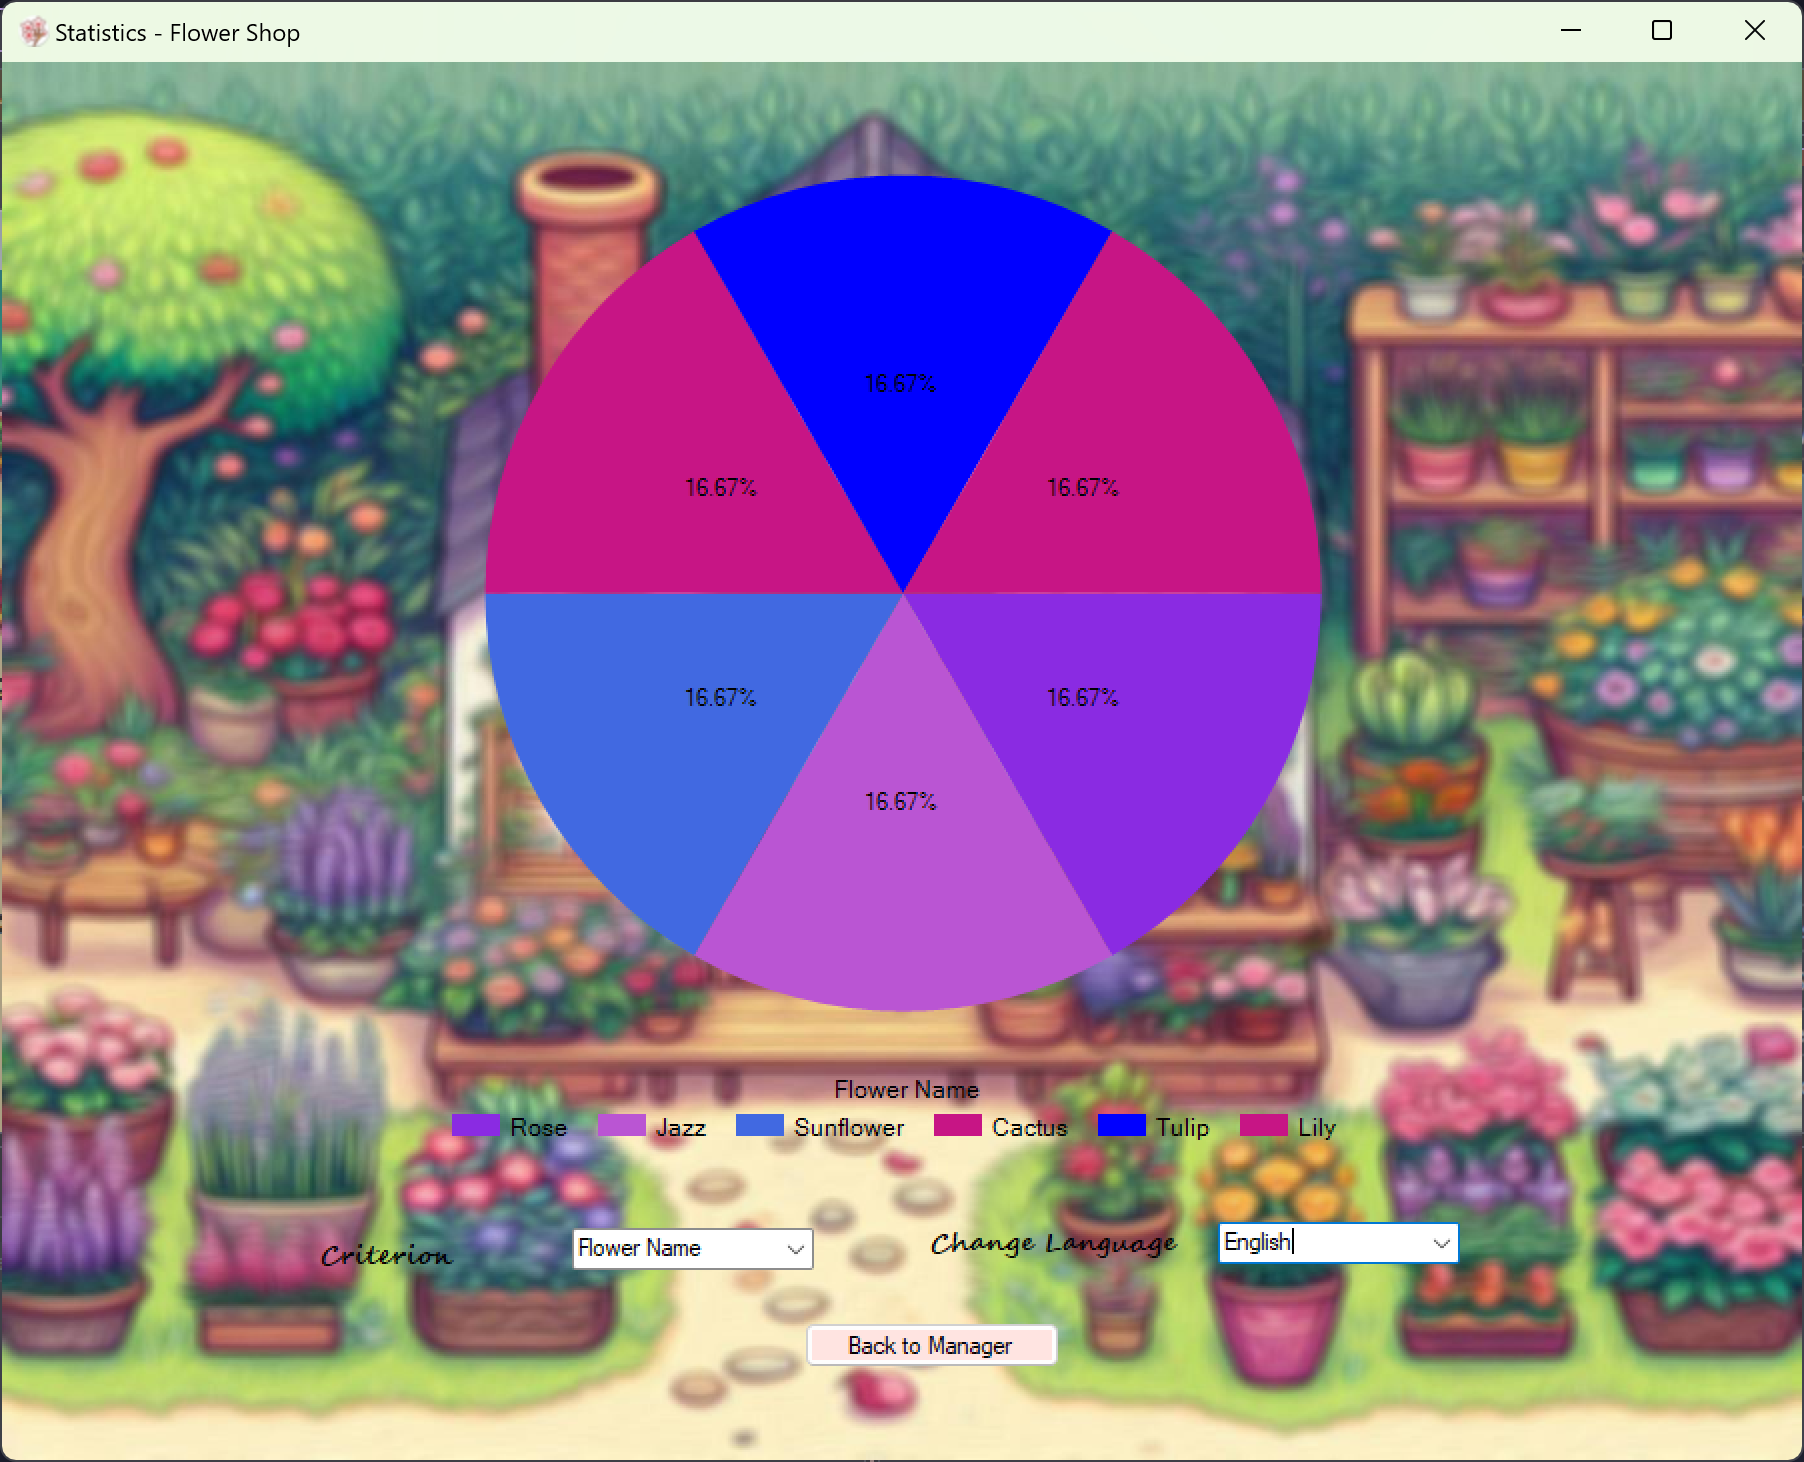 Statistics - Flower Shop
16.67%
16.67%
16.67%
16.67%
16.67%
16.67%
Flower Name
Rose Jazz Sunflower Cactus Tulip Lily
Criterion
Flower Name
Change Language
English
Back to Manager